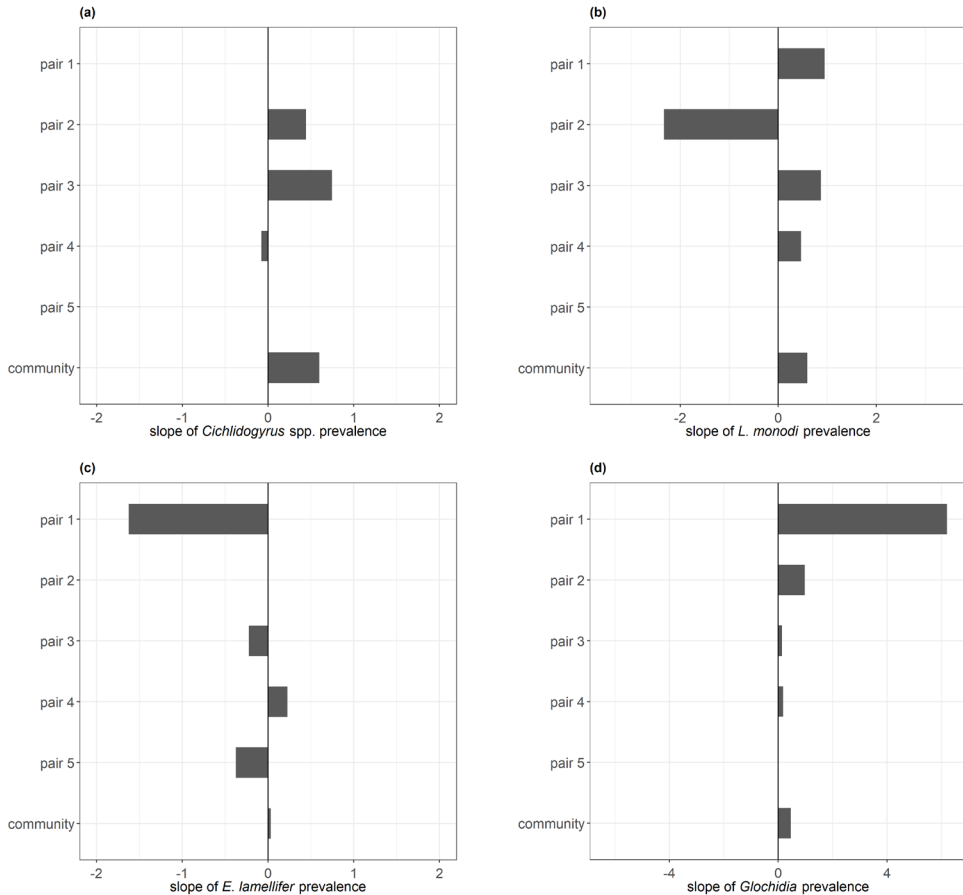 (a)
pair 1
pair 2
pair 3
pair 4
pair 5
community
-2 -1 0 1 2
slope of Cichlidogyrus spp. prevalence
(b)
pair 1
pair 2
pair 3
pair 4
pair 5
community
-2 0 2
slope of L. monodi prevalence
(c)
pair 1
pair 2
pair 3
pair 4
pair 5
community
-2 -1 0 1 2
slope of E. lamellifer prevalence
(d)
pair 1
pair 2
pair 3
pair 4
pair 5
community
-4 0 4
slope of Glochidia prevalence